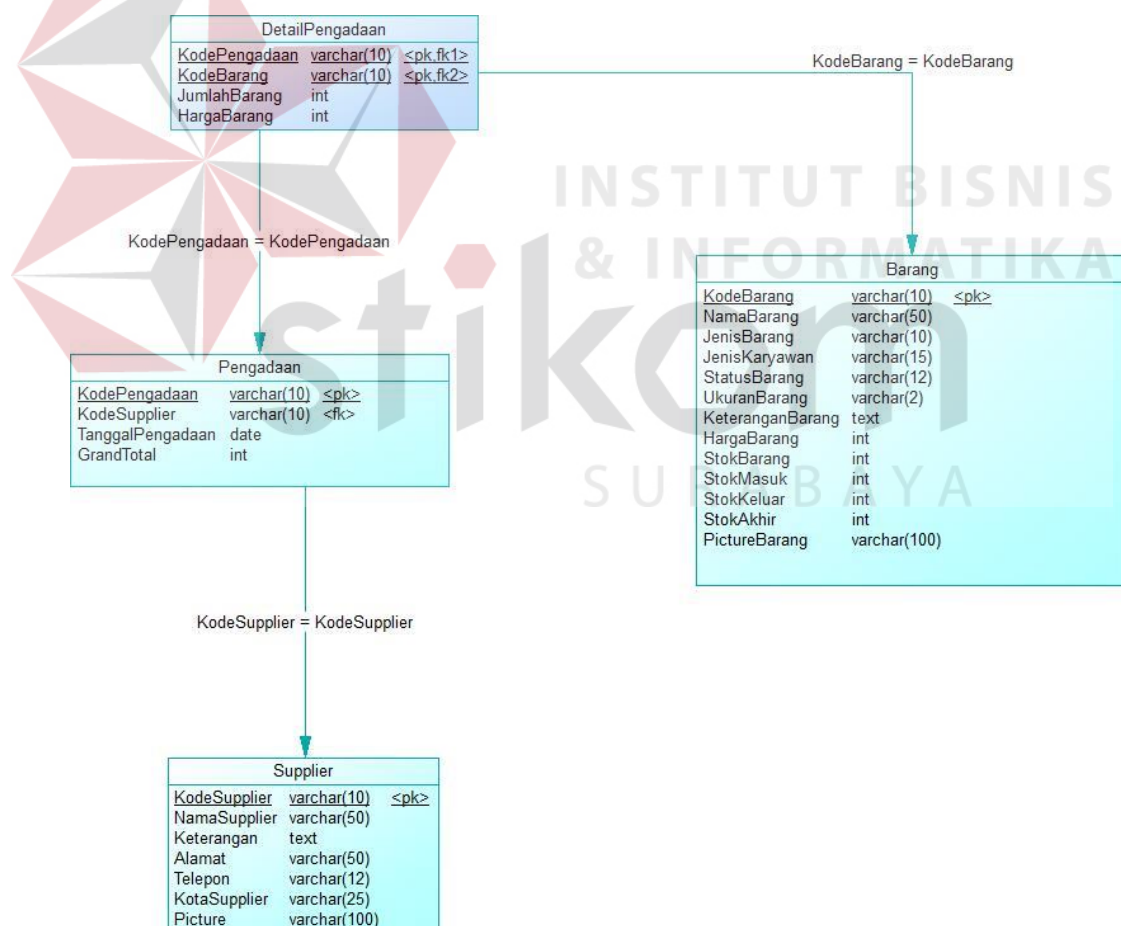 DetailPengadaan
KodePengadaan varchar(10) <pk,fk1>
KodeBarang varchar(10) <pk,fk2>
JumlahBarang int
HargaBarang int
KodeBarang = KodeBarang
INSTITUT BISNIS
& INFORMATIKA
stikom
SURABAYA
KodePengadaan = KodePengadaan
Barang
KodeBarang varchar(10) <pk>
NamaBarang varchar(50)
JenisBarang varchar(10)
JenisKaryawan varchar(15)
StatusBarang varchar(12)
UkuranBarang varchar(2)
KeteranganBarang text
HargaBarang int
StokBarang int
StokMasuk int
StokKeluar int
StokAkhir int
PictureBarang varchar(100)
Pengadaan
KodePengadaan varchar(10) <pk>
KodeSupplier varchar(10) <fk>
TanggalPengadaan date
GrandTotal int
KodeSupplier = KodeSupplier
Supplier
KodeSupplier varchar(10) <pk>
NamaSupplier varchar(50)
Keterangan text
Alamat varchar(50)
Telepon varchar(12)
KotaSupplier varchar(25)
Picture varchar(100)